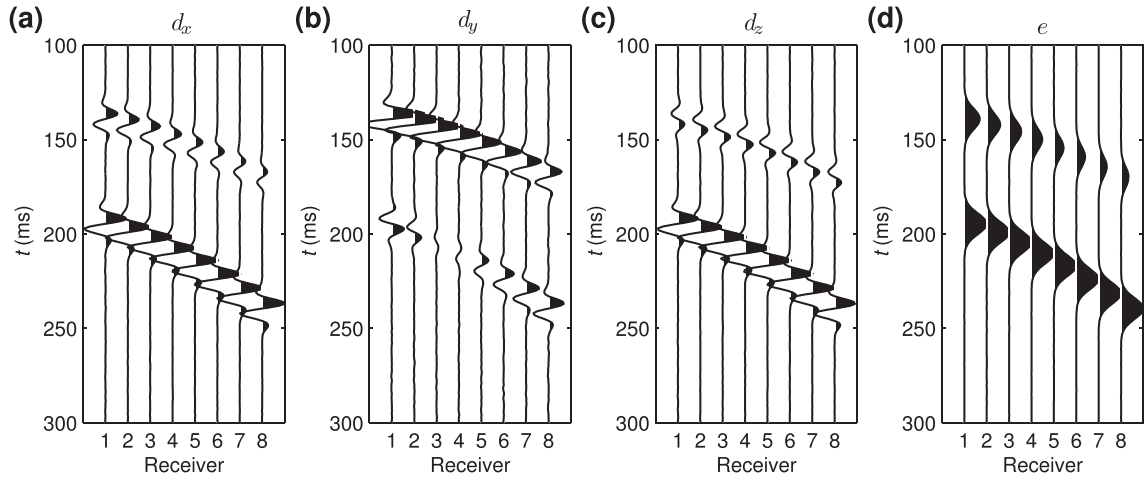 (a) d_x (b) d_y (c) d_z (d) e
100 100 100 100
150 150 150 150
200 200 200 200
250 250 250 250
300 300 300 300
t (ms) t (ms) t (ms) t (ms)
1 2 3 4 5 6 7 8 1 2 3 4 5 6 7 8 1 2 3 4 5 6 7 8 1 2 3 4 5 6 7 8
Receiver Receiver Receiver Receiver